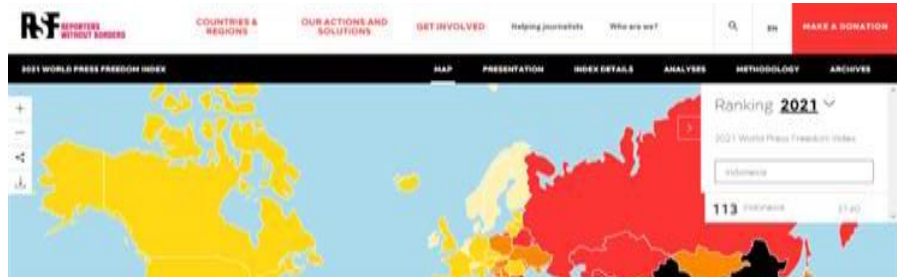 RSF REPORTERS
WITHOUT BORDERS
COUNTRIES &
REGIONS
OUR ACTIONS AND
SOLUTIONS
GET INVOLVED
Helping journalists
Who are we?
EN
MAKE A DONATION
2021 WORLD PRESS FREEDOM INDEX
MAP
PRESENTATION
INDEX DETAILS
ANALYSES
METHODOLOGY
ARCHIVES
Ranking 2021
2021 World Press Freedom Index
indonesia
113 Indonesia